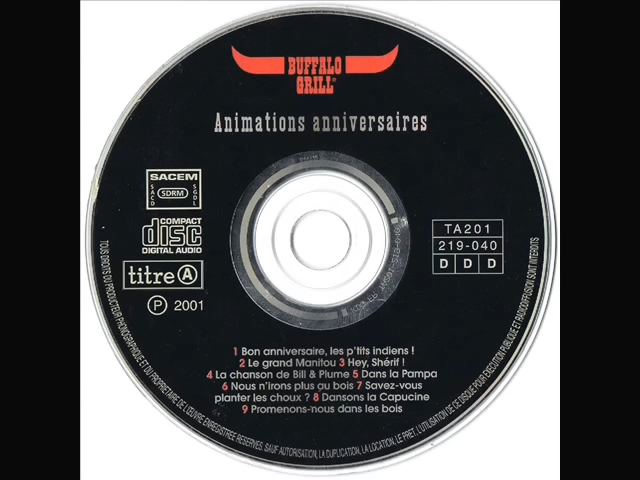 BUFFALO
GRILL
Animations anniversaires
SACEM
SACD
SDRM
SGDL
COMPACT
disc
DIGITAL AUDIO
titre A
P 2001
TA201
219-040
D D D
1 Bon anniversaire, les p'tits indiens !
2 Le grand Manitou 3 Hey, Shérif !
4 La chanson de Bill & Plume 5 Dans la Pampa
6 Nous n'irons plus au bois 7 Savez-vous
planter les choux ? 8 Dansons la Capucine
9 Promenons-nous dans les bois
TOUS DROITS DU PRODUCTEUR PHONOGRAPHIQUE ET DU PROPRIETAIRE DE L'ŒUVRE ENREGISTREE RESERVES. SAUF AUTORISATION, LA DUPLICATION, LA LOCATION, LE PRET, L'UTILISATION DE CE DISQUE POUR EXECUTION PUBLIQUE ET RADIODIFFUSION SONT INTERDITS